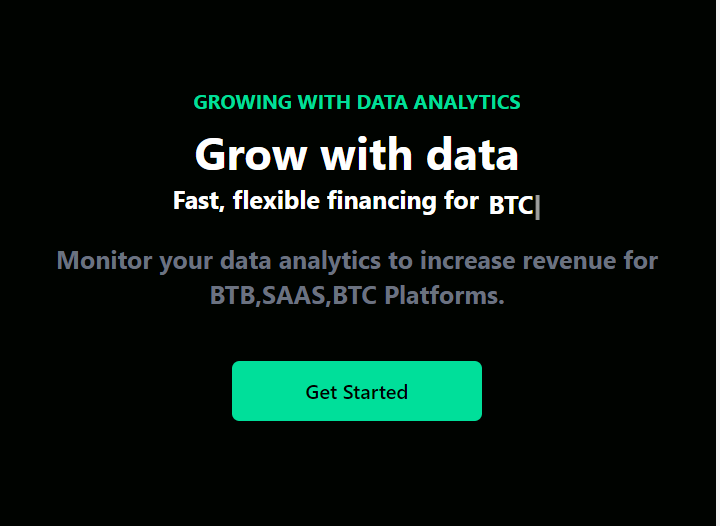 GROWING WITH DATA ANALYTICS
Grow with data
Fast, flexible financing for BTC|
Monitor your data analytics to increase revenue for
BTB,SAAS,BTC Platforms.
Get Started